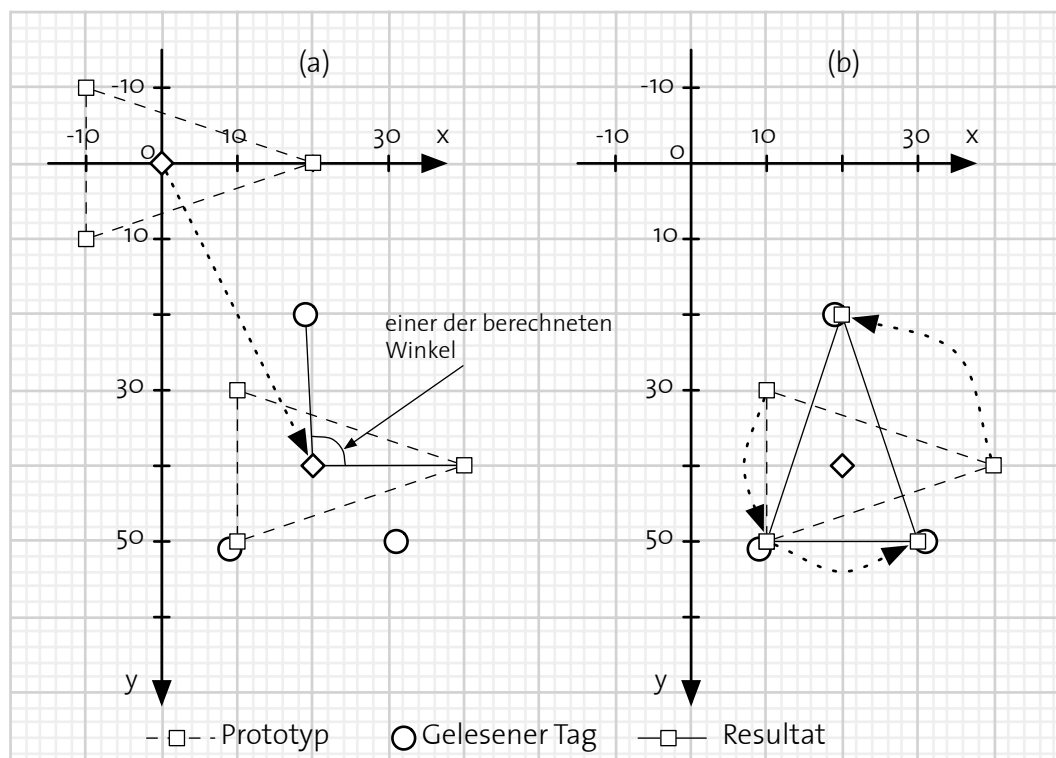 (a)
-10
-10 10 30 x
0
10
einer der berechneten
Winkel
30
50
y
(b)
-10
-10 10 30 x
0
10
30
50
y
Prototyp Gelesener Tag Resultat